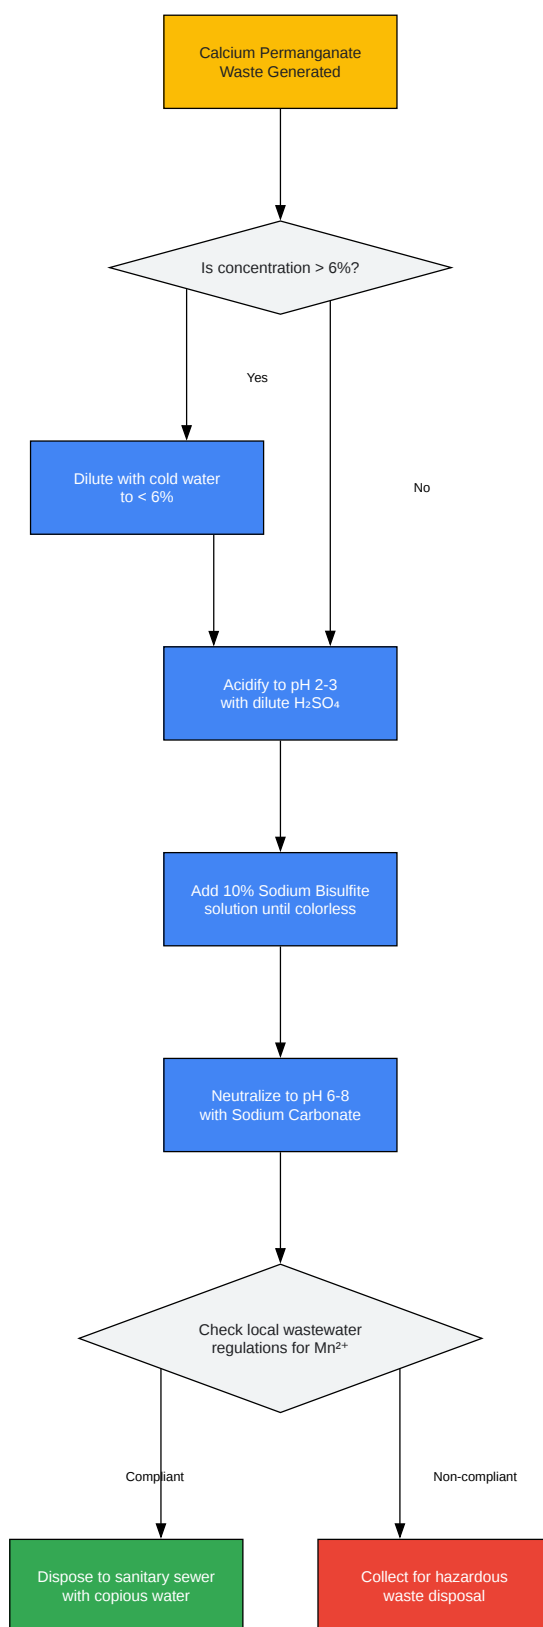 Calcium Permanganate
Waste Generated
Is concentration > 6%?
Yes
Dilute with cold water
to < 6%
No
Acidify to pH 2-3
with dilute H₂SO₄
Add 10% Sodium Bisulfite
solution until colorless
Neutralize to pH 6-8
with Sodium Carbonate
Check local wastewater
regulations for Mn²⁺
Compliant
Non-compliant
Dispose to sanitary sewer
with copious water
Collect for hazardous
waste disposal